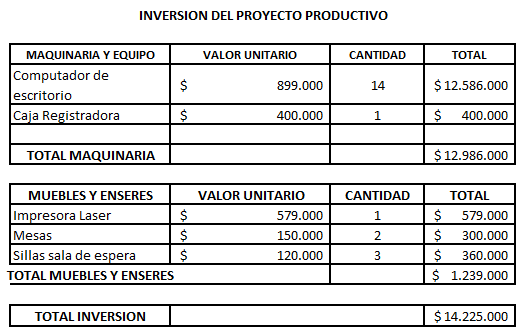 INVERSION DEL PROYECTO PRODUCTIVO
MAQUINARIA Y EQUIPO VALOR UNITARIO CANTIDAD TOTAL
Computador de
escritorio $ 899.000 14 $ 12.586.000
Caja Registradora $ 400.000 1 $ 400.000
TOTAL MAQUINARIA $ 12.986.000
MUEBLES Y ENSERES VALOR UNITARIO CANTIDAD TOTAL
Impresora Laser $ 579.000 1 $ 579.000
Mesas $ 150.000 2 $ 300.000
Sillas sala de espera $ 120.000 3 $ 360.000
TOTAL MUEBLES Y ENSERES $ 1.239.000
TOTAL INVERSION $ 14.225.000